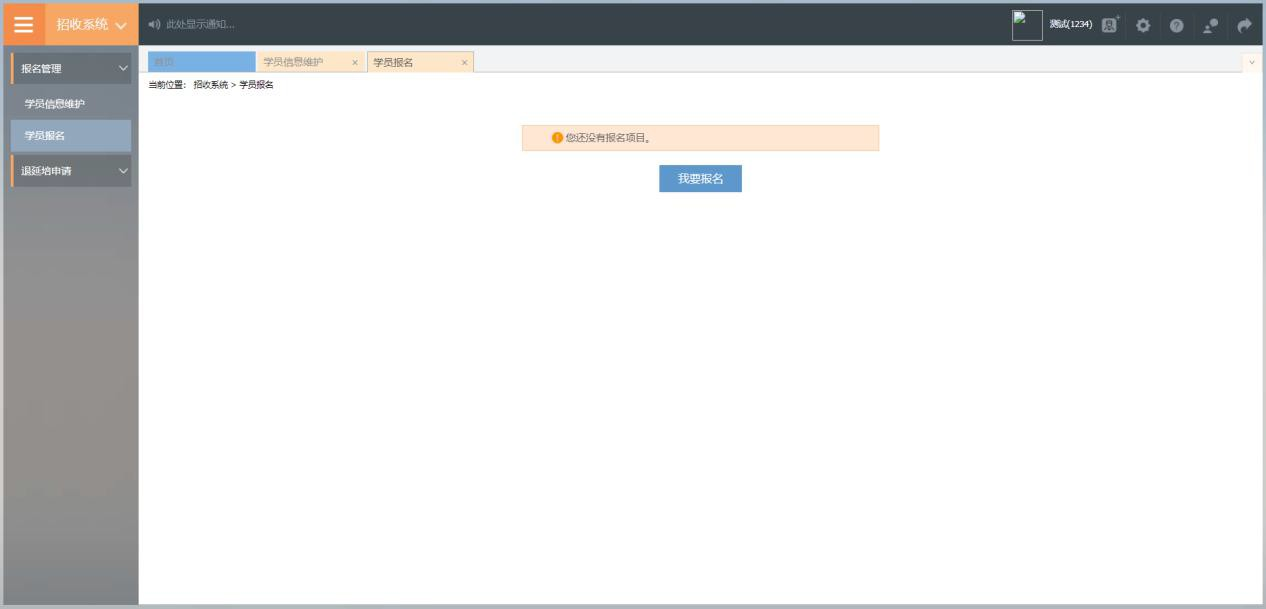 招收系统
此处显示通知...
测试(1234)
报名管理
学员信息维护
学员报名
退延培申请
首页
学员信息维护 ×
学员报名 ×
当前位置: 招收系统 > 学员报名
您还没有报名项目。
我要报名